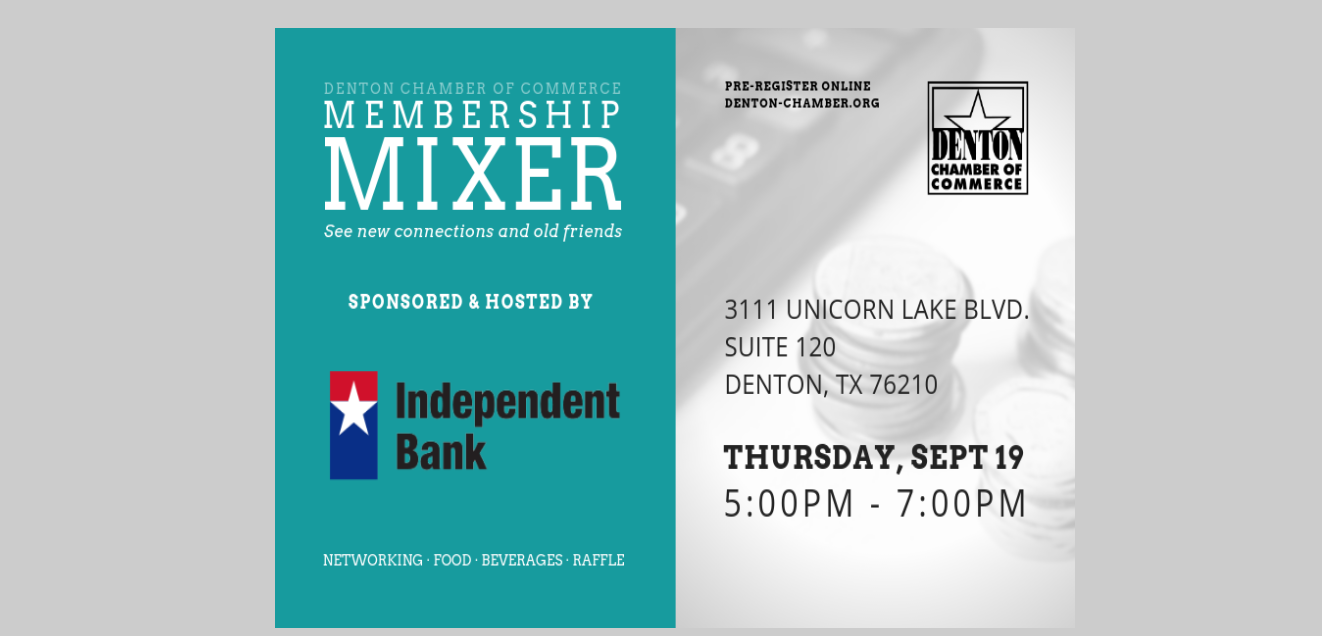 DENTON CHAMBER OF COMMERCE
MEMBERSHIP
MIXER
See new connections and old friends
SPONSORED & HOSTED BY
Independent
Bank
NETWORKING · FOOD · BEVERAGES · RAFFLE
PRE-REGISTER ONLINE
DENTON-CHAMBER.ORG
DENTON
CHAMBER OF
COMMERCE
8
3111 UNICORN LAKE BLVD.
SUITE 120
DENTON, TX 76210
THURSDAY, SEPT 19
5:00PM - 7:00PM